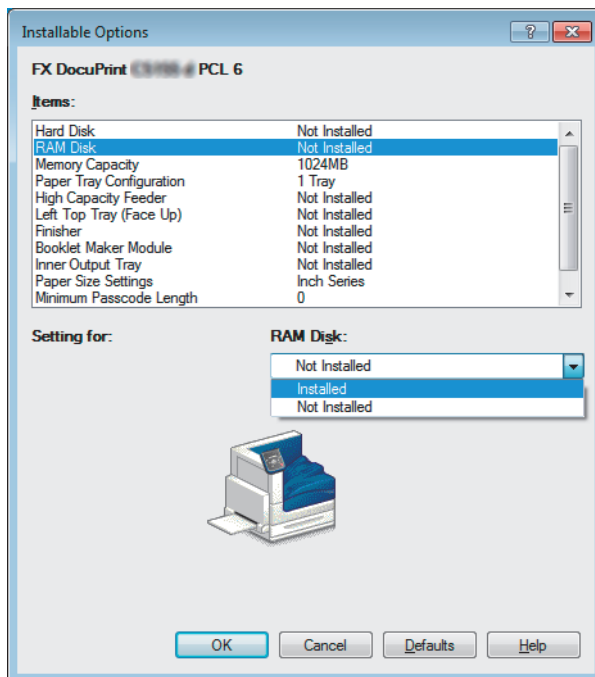 Installable Options
FX DocuPrint PCL 6
Items:
Hard Disk Not Installed
RAM Disk Not Installed
Memory Capacity 1024MB
Paper Tray Configuration 1 Tray
High Capacity Feeder Not Installed
Left Top Tray (Face Up) Not Installed
Finisher Not Installed
Booklet Maker Module Not Installed
Inner Output Tray Not Installed
Paper Size Settings Inch Series
Minimum Passcode Length 0
Setting for: RAM Disk:
Not Installed
Installed
Not Installed
OK Cancel Defaults Help